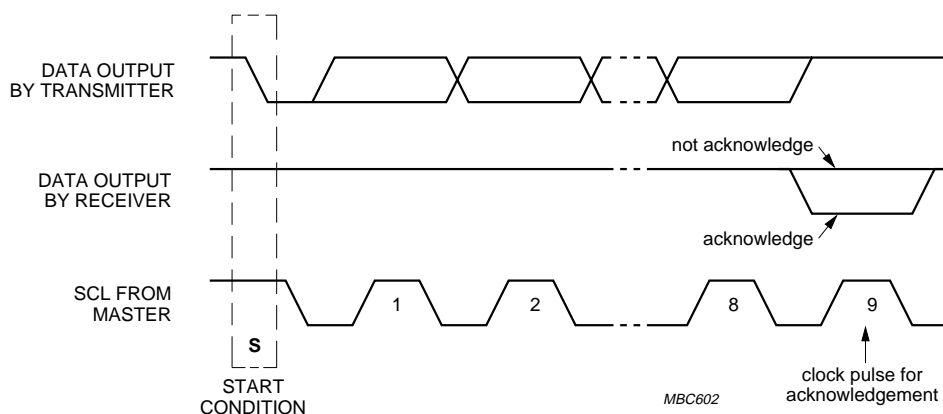 DATA OUTPUT
BY TRANSMITTER
not acknowledge
DATA OUTPUT
BY RECEIVER
acknowledge
SCL FROM
MASTER
1
2
8
9
S
START
CONDITION
MBC602
clock pulse for
acknowledgement